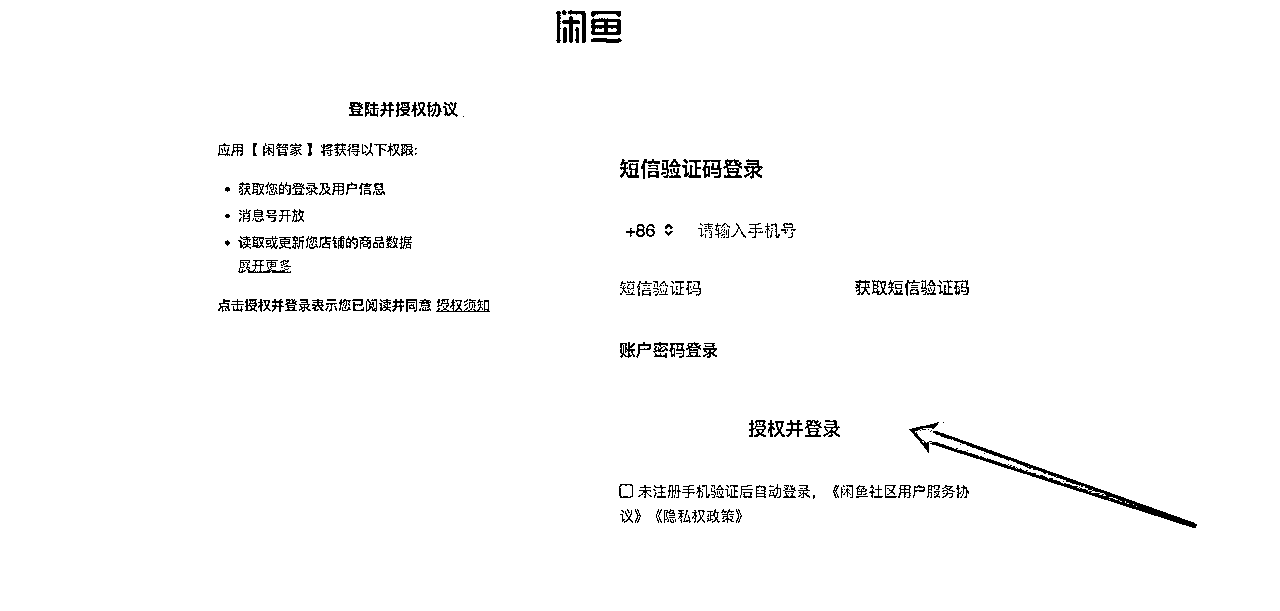 闲鱼
登陆并授权协议
应用【 闲智家 】将获得以下权限:
• 获取您的登录及用户信息
• 消息号开放
• 读取或更新您店铺的商品数据
展开更多
点击授权并登录表示您已阅读并同意 授权须知
短信验证码登录
+86 请输入手机号
短信验证码 获取短信验证码
账户密码登录
授权并登录
未注册手机验证后自动登录，《闲鱼社区用户服务协
议》《隐私权政策》